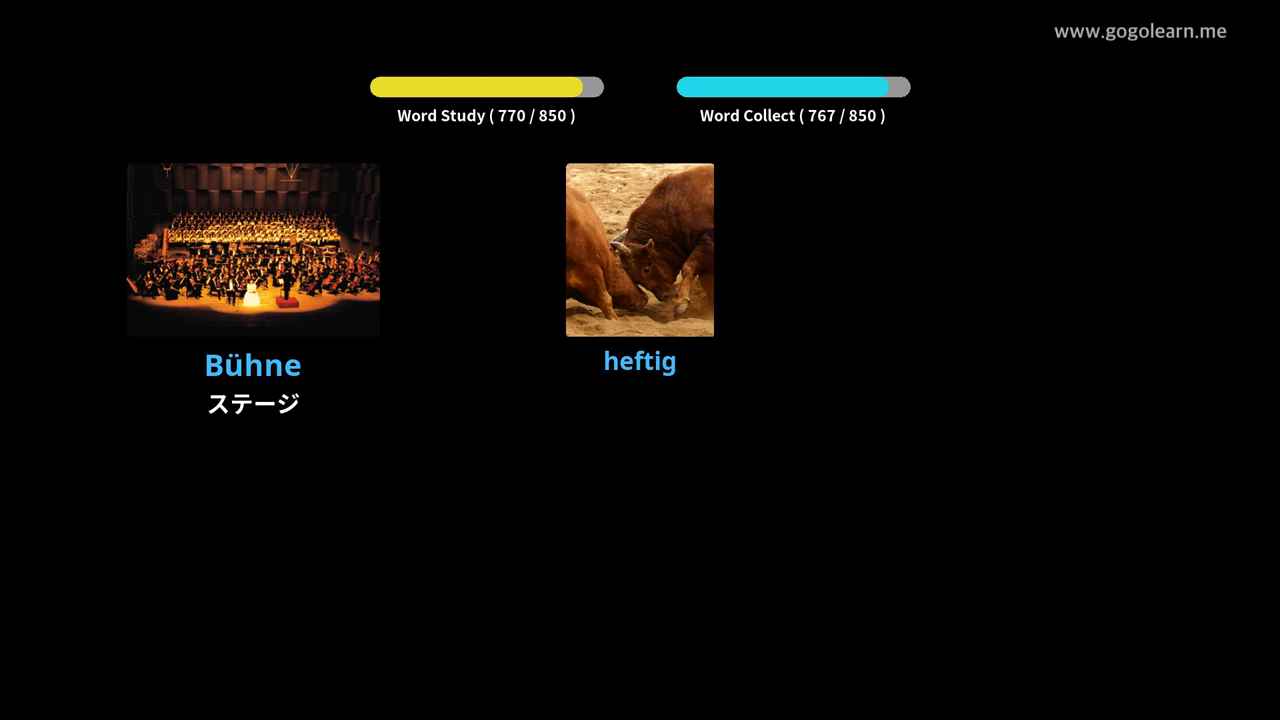 www.gogolearn.me
Word Study ( 770 / 850 )
Word Collect ( 767 / 850 )
Bühne
ステージ
heftig